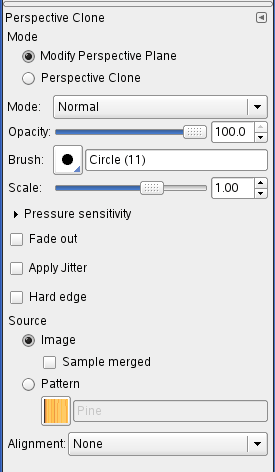 Perspective Clone
Mode
Modify Perspective Plane
Perspective Clone
Mode: Normal
Opacity: 100.0
Brush: Circle (11)
Scale: 1.00
Pressure sensitivity
Fade out
Apply Jitter
Hard edge
Source
Image
Sample merged
Pattern
Pine
Alignment: None